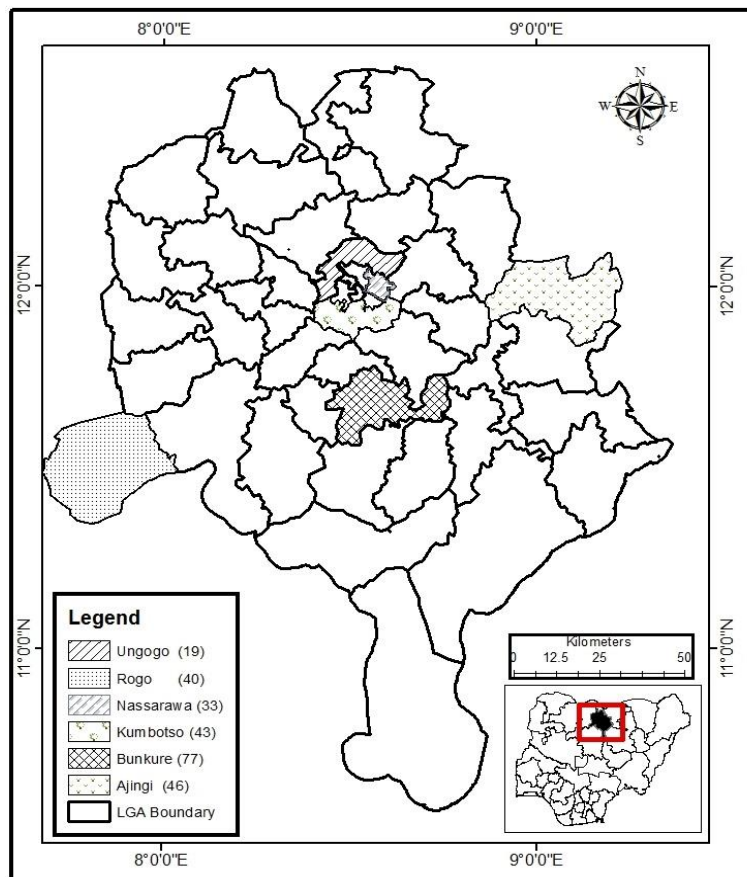 8°0'0"E 9°0'0"E
N
W E
S
12°0'0"N 12°0'0"N
11°0'0"N 11°0'0"N
Legend
Ungogo (19)
Rogo (40)
Nassarawa (33)
Kumbotso (43)
Bunkure (77)
Ajingi (46)
LGA Boundary
Kilometers
0 12.5 25 50
8°0'0"E 9°0'0"E